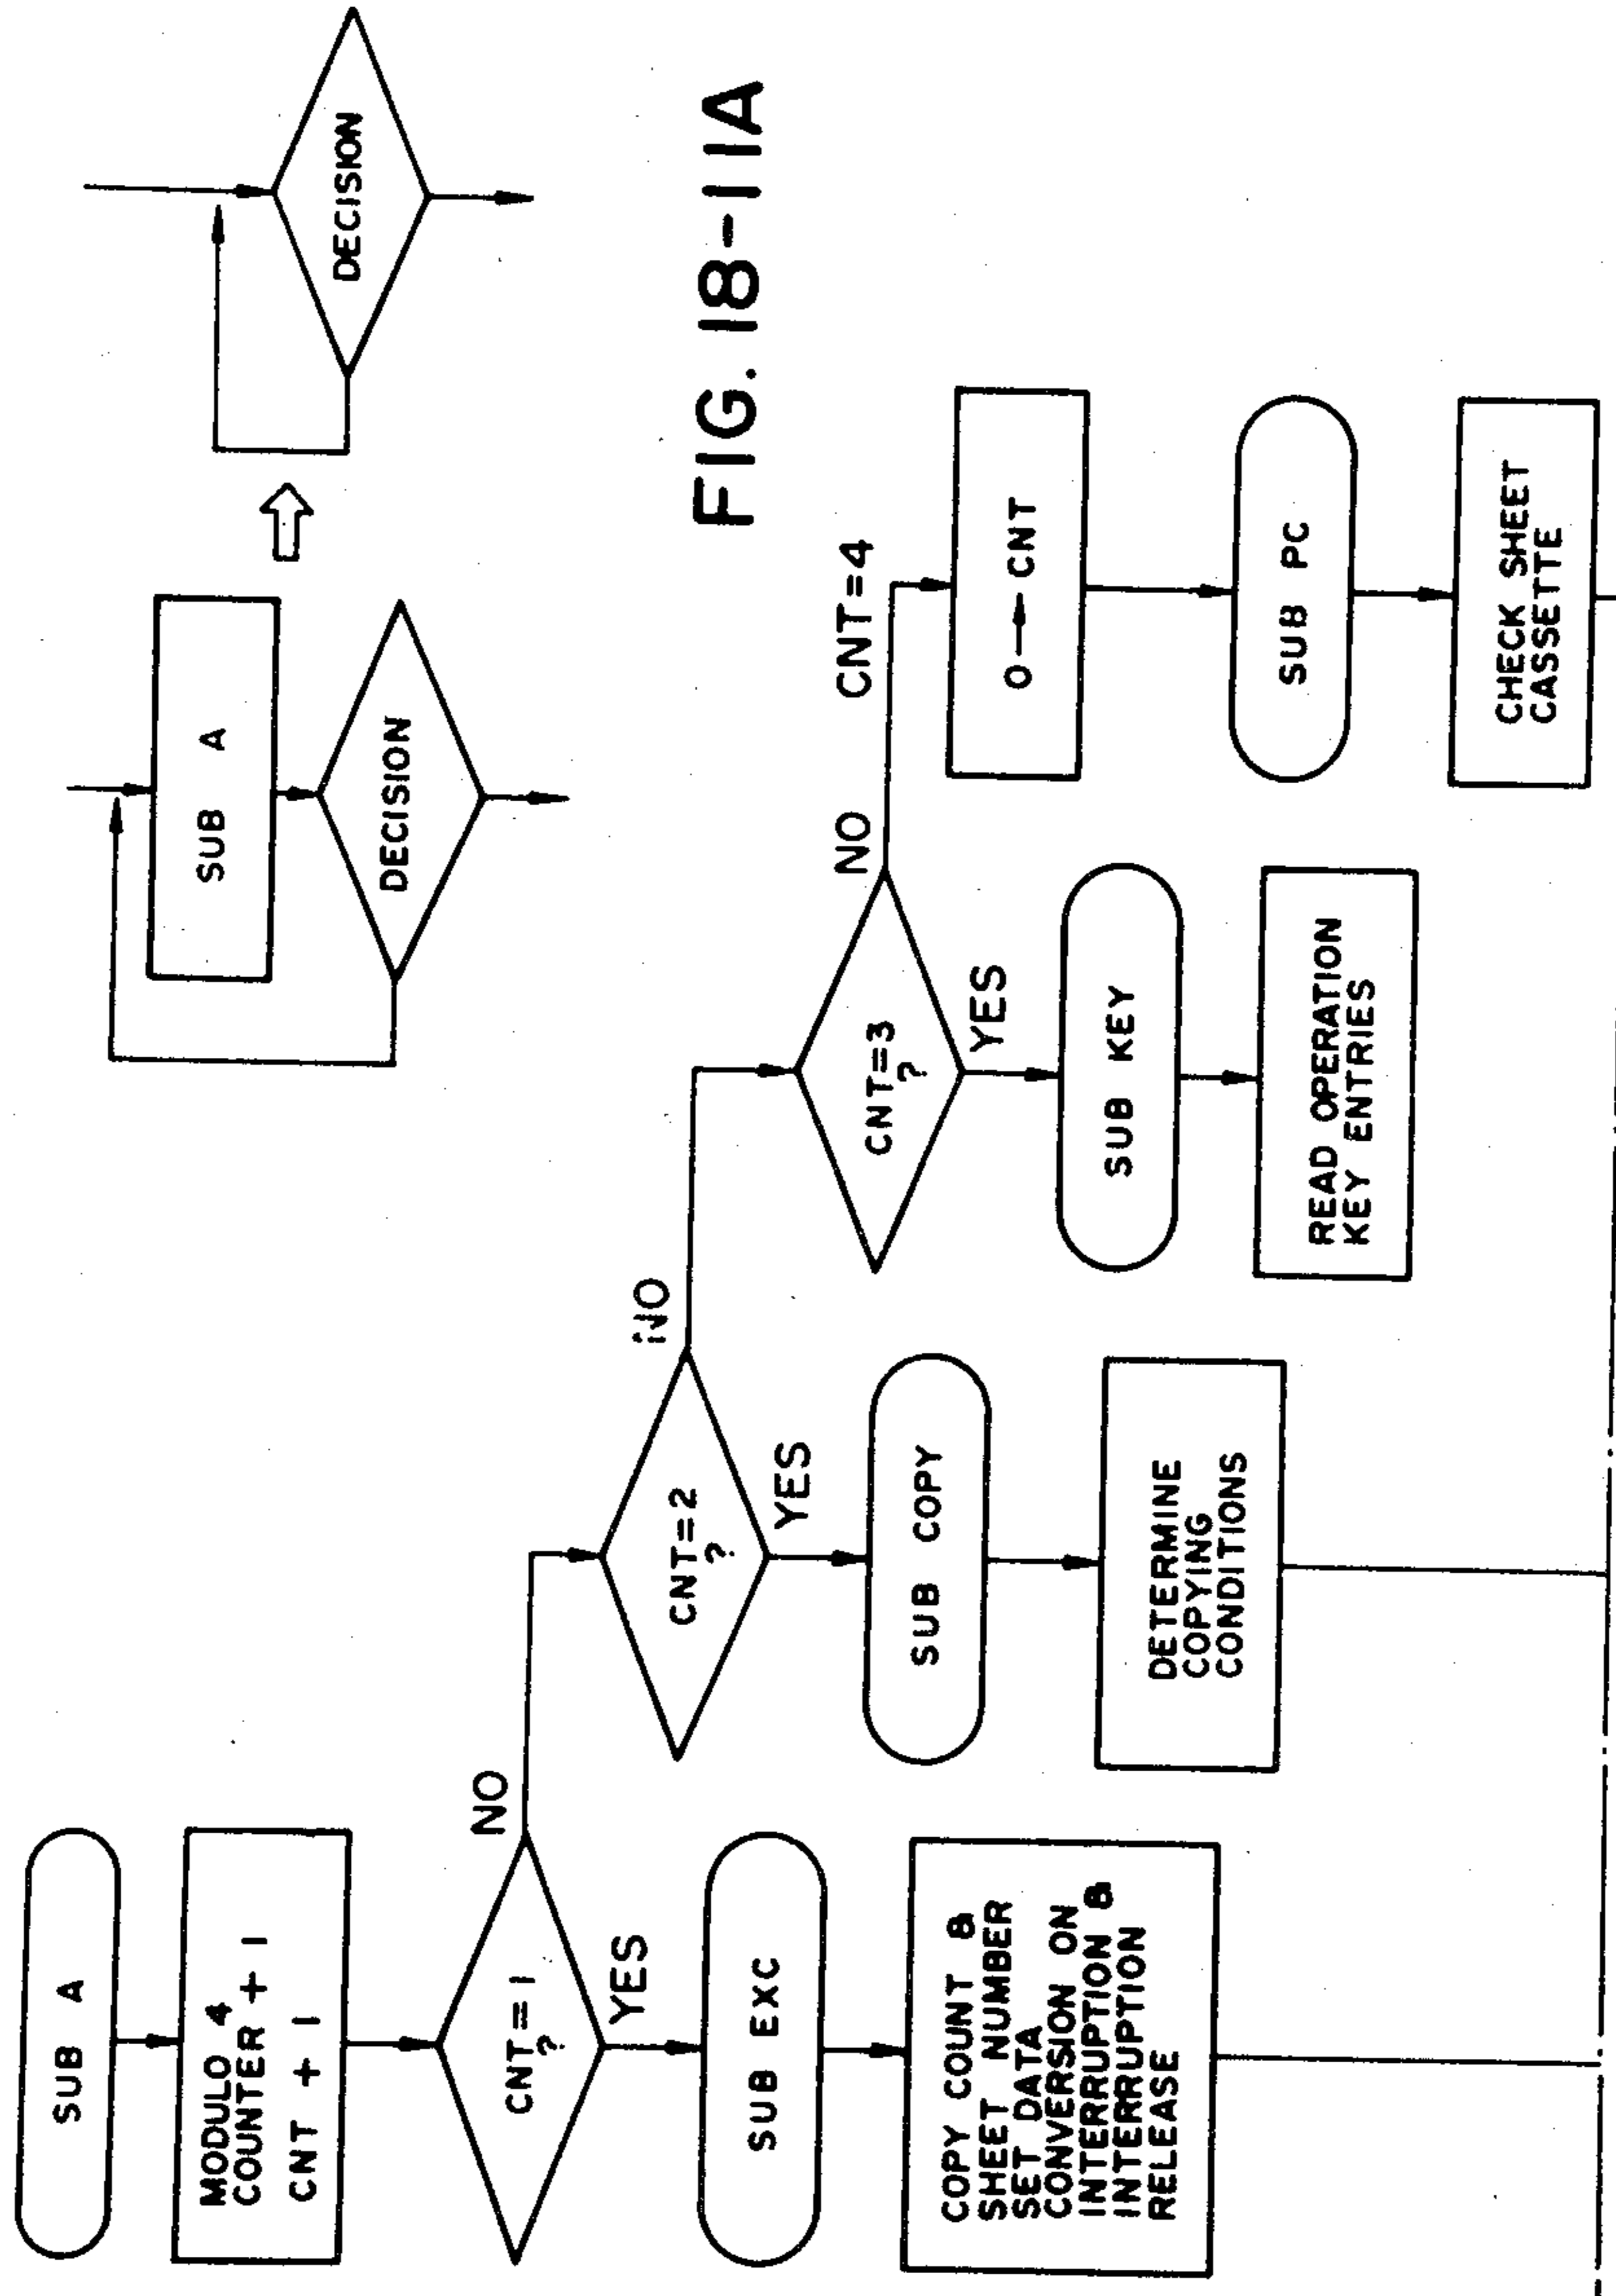 SUB A
MODULO 4
COUNTER + 1
CNT + 1
CNT=1
?
NO
YES
SUB EXC
COPY COUNT &
SHEET NUMBER
SET DATA
CONVERSION ON
INTERRUPTION &
INTERRUPTION
RELEASE
CNT=2
?
NO
YES
SUB COPY
DETERMINE
COPYING
CONDITIONS
CNT=3
?
NO
YES
SUB KEY
READ OPERATION
KEY ENTRIES
CNT=4
0→CNT
SUB PC
CHECK SHEET
CASSETTE
SUB A
DECISION
DECISION
FIG. 18-11A